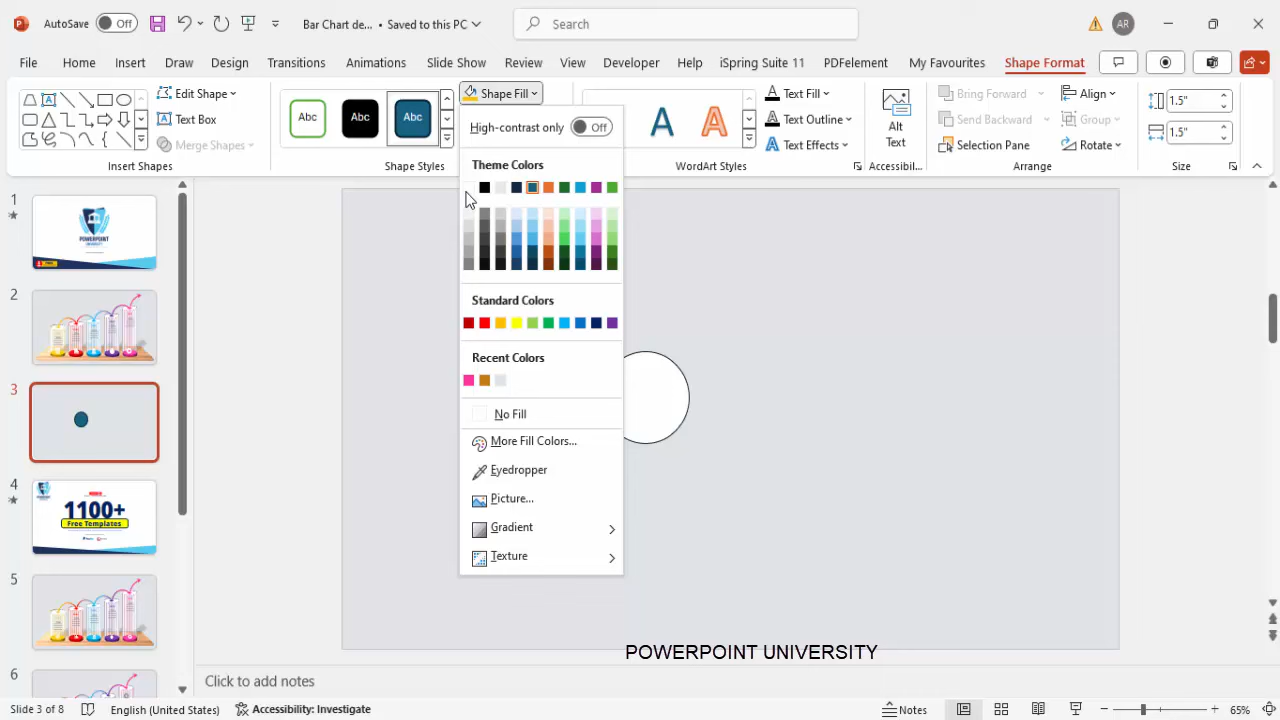 AutoSave Off Bar Chart de... • Saved to this PC Search AR
File Home Insert Draw Design Transitions Animations Slide Show Review View Developer Help iSpring Suite 11 PDFelement My Favourites Shape Format
Edit Shape
Text Box
Merge Shapes
Insert Shapes
Abc Abc Abc
Shape Styles
Shape Fill
High-contrast only Off
Theme Colors
Standard Colors
Recent Colors
No Fill
More Fill Colors...
Eyedropper
Picture...
Gradient
Texture
A A
WordArt Styles
Text Fill
Text Outline
Text Effects
Alt
Text
Accessibil...
Bring Forward
Send Backward
Selection Pane
Align
Group
Rotate
Arrange
1.5"
1.5"
Size
1
POWERPOINT
UNIVERSITY
2
3
4
1100+
Free Templates
5
6
POWERPOINT UNIVERSITY
Click to add notes
Slide 3 of 8 English (United States) Accessibility: Investigate Notes 65%